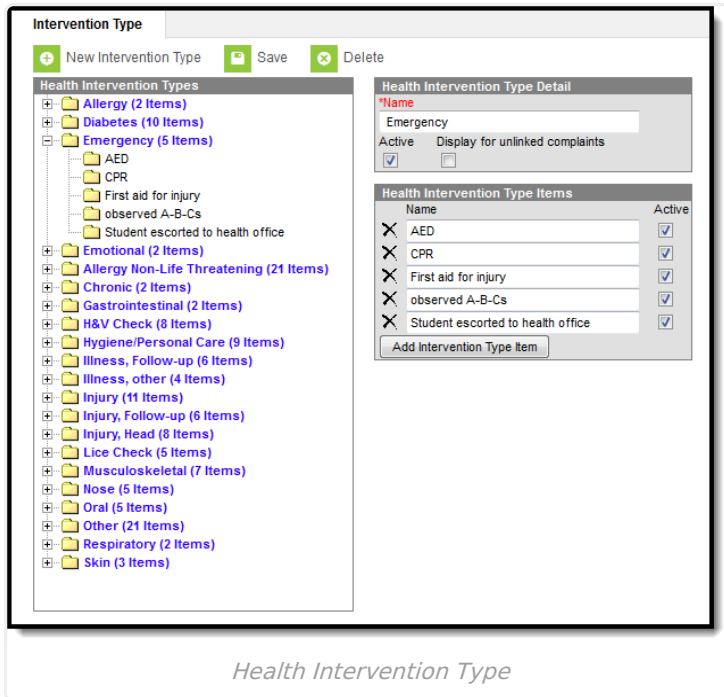 Intervention Type
New Intervention Type Save Delete
Health Intervention Types
Allergy (2 Items)
Diabetes (10 Items)
Emergency (5 Items)
AED
CPR
First aid for injury
observed A-B-Cs
Student escorted to health office
Emotional (2 Items)
Allergy Non-Life Threatening (21 Items)
Chronic (2 Items)
Gastrointestinal (2 Items)
H&V Check (8 Items)
Hygiene/Personal Care (9 Items)
Illness, Follow-up (6 Items)
Illness, other (4 Items)
Injury (11 Items)
Injury, Follow-up (6 Items)
Injury, Head (8 Items)
Lice Check (5 Items)
Musculoskeletal (7 Items)
Nose (5 Items)
Oral (5 Items)
Other (21 Items)
Respiratory (2 Items)
Skin (3 Items)
Health Intervention Type Detail
*Name
Emergency
Active Display for unlinked complaints
Health Intervention Type Items
Name Active
AED
CPR
First aid for injury
observed A-B-Cs
Student escorted to health office
Add Intervention Type Item
Health Intervention Type